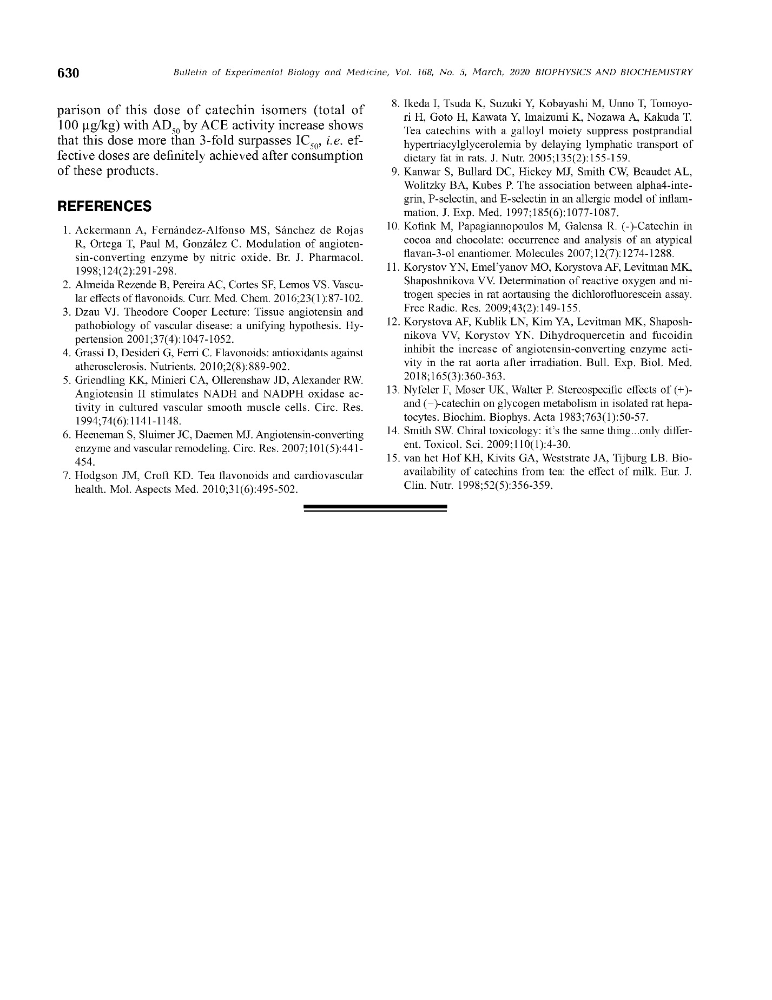 630
Bulletin of Experimental Biology and Medicine, Vol. 168, No. 5, March, 2020 BIOPHYSICS AND BIOCHEMISTRY
parison of this dose of catechin isomers (total of
100 μg/kg) with AD50 by ACE activity increase shows
that this dose more than 3-fold surpasses IC50, i.e. ef-
fective doses are definitely achieved after consumption
of these products.
REFERENCES
1. Ackermann A, Fernández-Alfonso MS, Sánchez de Rojas
R, Ortega T, Paul M, González C. Modulation of angioten-
sin-converting enzyme by nitric oxide. Br. J. Pharmacol.
1998;124(2):291-298.
2. Almeida Rezende B, Pereira AC, Cortes SF, Lemos VS. Vascu-
lar effects of flavonoids. Curr. Med. Chem. 2016;23(1):87-102.
3. Dzau VJ. Theodore Cooper Lecture: Tissue angiotensin and
pathobiology of vascular disease: a unifying hypothesis. Hy-
pertension 2001;37(4):1047-1052.
4. Grassi D, Desideri G, Ferri C. Flavonoids: antioxidants against
atherosclerosis. Nutrients. 2010;2(8):889-902.
5. Griendling KK, Minieri CA, Ollerenshaw JD, Alexander RW.
Angiotensin II stimulates NADH and NADPH oxidase ac-
tivity in cultured vascular smooth muscle cells. Circ. Res.
1994;74(6):1141-1148.
6. Heeneman S, Sluimer JC, Daemen MJ. Angiotensin-converting
enzyme and vascular remodeling. Circ. Res. 2007;101(5):441-
454.
7. Hodgson JM, Croft KD. Tea flavonoids and cardiovascular
health. Mol. Aspects Med. 2010;31(6):495-502.
8. Ikeda I, Tsuda K, Suzuki Y, Kobayashi M, Unno T, Tomoyo-
ri H, Goto H, Kawata Y, Imaizumi K, Nozawa A, Kakuda T.
Tea catechins with a galloyl moiety suppress postprandial
hypertriacylglycerolemia by delaying lymphatic transport of
dietary fat in rats. J. Nutr. 2005;135(2):155-159.
9. Kanwar S, Bullard DC, Hickey MJ, Smith CW, Beaudet AL,
Wolitzky BA, Kubes P. The association between alpha4-inte-
grin, P-selectin, and E-selectin in an allergic model of inflam-
mation. J. Exp. Med. 1997;185(6):1077-1087.
10. Kofink M, Papagiannopoulos M, Galensa R. (-)-Catechin in
cocoa and chocolate: occurrence and analysis of an atypical
flavan-3-ol enantiomer. Molecules 2007;12(7):1274-1288.
11. Korystov YN, Emel’yanov MO, Korystova AF, Levitman MK,
Shaposhnikova VV. Determination of reactive oxygen and ni-
trogen species in rat aortausing the dichlorofluorescein assay.
Free Radic. Res. 2009;43(2):149-155.
12. Korystova AF, Kublik LN, Kim YA, Levitman MK, Shaposh-
nikova VV, Korystov YN. Dihydroquercetin and fucoidin
inhibit the increase of angiotensin-converting enzyme acti-
vity in the rat aorta after irradiation. Bull. Exp. Biol. Med.
2018;165(3):360-363.
13. Nyfeler F, Moser UK, Walter P. Stereospecific effects of (+)-
and (−)-catechin on glycogen metabolism in isolated rat hepa-
tocytes. Biochim. Biophys. Acta 1983;763(1):50-57.
14. Smith SW. Chiral toxicology: it’s the same thing...only differ-
ent. Toxicol. Sci. 2009;110(1):4-30.
15. van het Hof KH, Kivits GA, Weststrate JA, Tijburg LB. Bio-
availability of catechins from tea: the effect of milk. Eur. J.
Clin. Nutr. 1998;52(5):356-359.